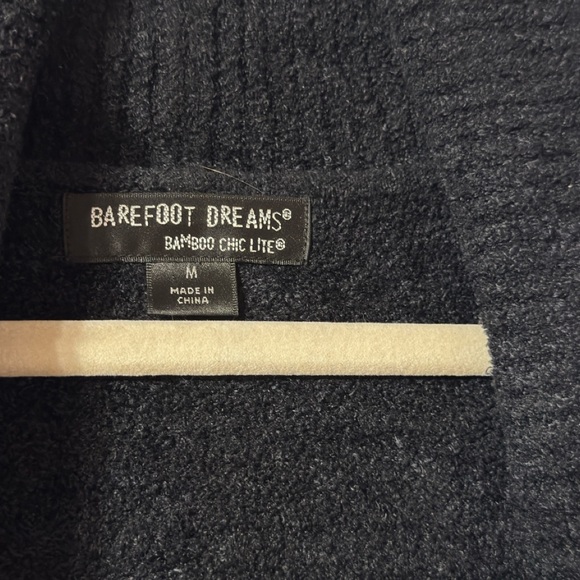 BAREFOOT DREAMS®
BAMBOO CHIC LITE®
M
MADE IN
CHINA